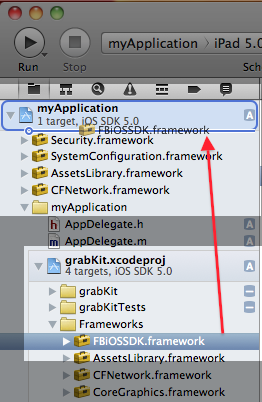 Run
Stop
myApplication
iPad 5.0
Sch
myApplication
1 target, iOS SDK 5.0
A
FBiOSSDK.framework
Security.framework
SystemConfiguration.framework
AssetsLibrary.framework
CFNetwork.framework
myApplication
AppDelegate.h
A
AppDelegate.m
A
grabKit.xcodeproj
A
4 targets, iOS SDK 5.0
grabKit
grabKitTests
Frameworks
FBiOSSDK.framework
AssetsLibrary.framework
CFNetwork.framework
CoreGraphics.framework